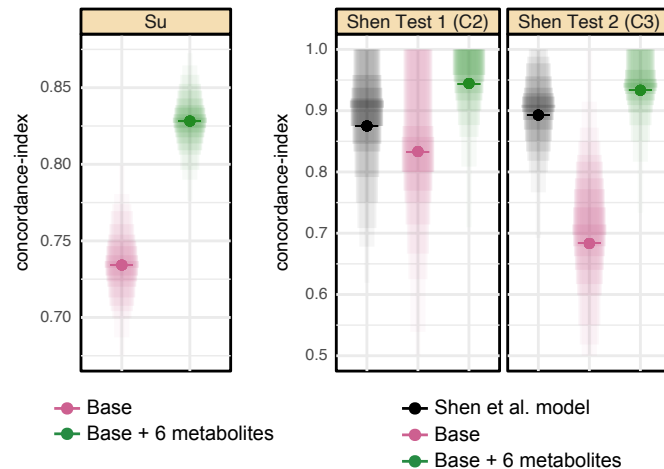 Su
Shen Test 1 (C2)
Shen Test 2 (C3)
concordance-index
0.85
0.80
0.75
0.70
concordance-index
1.0
0.9
0.8
0.7
0.6
0.5
Base
Base + 6 metabolites
Shen et al. model
Base
Base + 6 metabolites